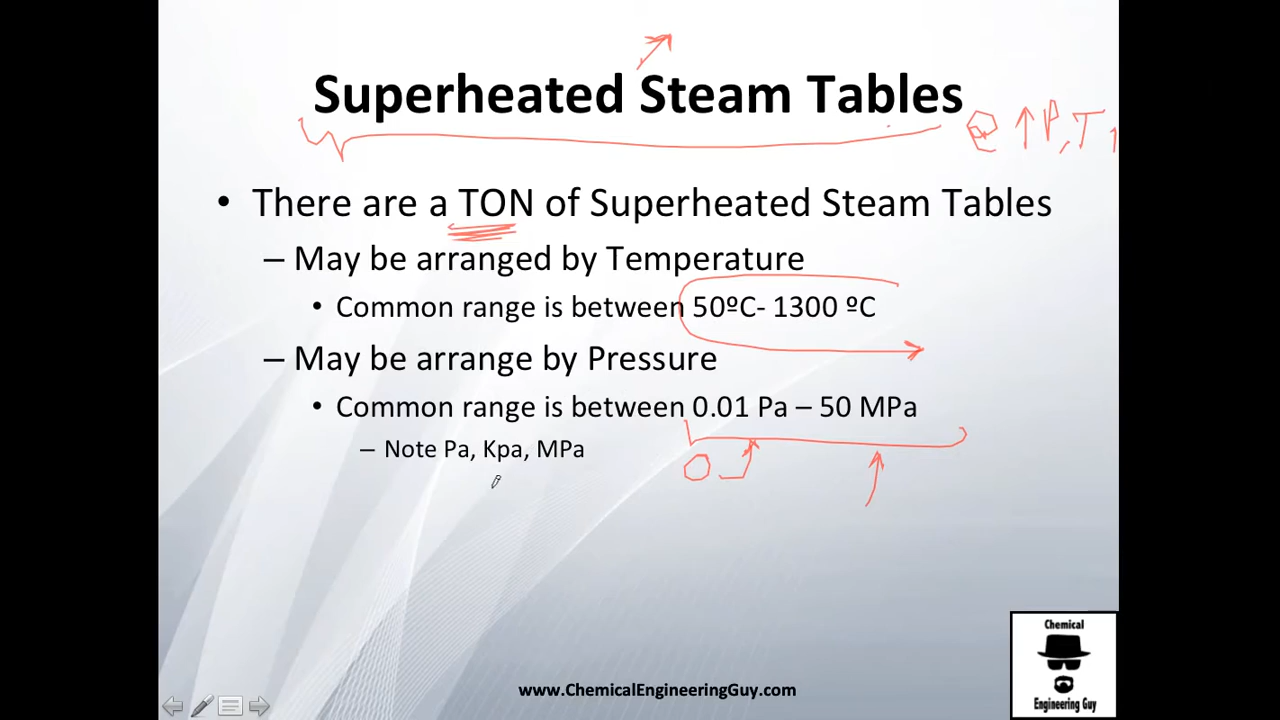 Superheated Steam Tables
@ ↑ P, T ↑
• There are a TON of Superheated Steam Tables
– May be arranged by Temperature
• Common range is between 50ºC- 1300 ºC
– May be arrange by Pressure
• Common range is between 0.01 Pa – 50 MPa
– Note Pa, Kpa, MPa
O
www.ChemicalEngineeringGuy.com
Chemical
Engineering Guy